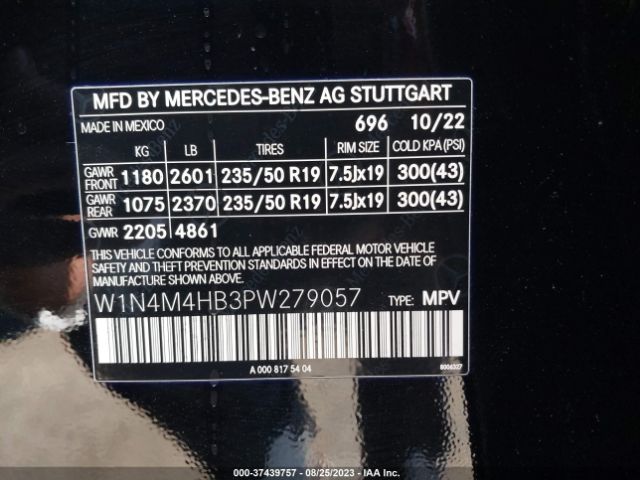 MFD BY MERCEDES-BENZ AG STUTTGART
MADE IN MEXICO 696 10/22
KG LB TIRES RIM SIZE COLD KPA (PSI)
GAWR FRONT 1180 2601 235/50 R19 7.5Jx19 300(43)
GAWR REAR 1075 2370 235/50 R19 7.5Jx19 300(43)
GVWR 2205 4861
THIS VEHICLE CONFORMS TO ALL APPLICABLE FEDERAL MOTOR VEHICLE
SAFETY AND THEFT PREVENTION STANDARDS IN EFFECT ON THE DATE
OF MANUFACTURE SHOWN ABOVE.
W1N4M4HB3PW279057 TYPE: MPV
A 000 817 54 04
000-37439757 - 08/25/2023 - IAA Inc.